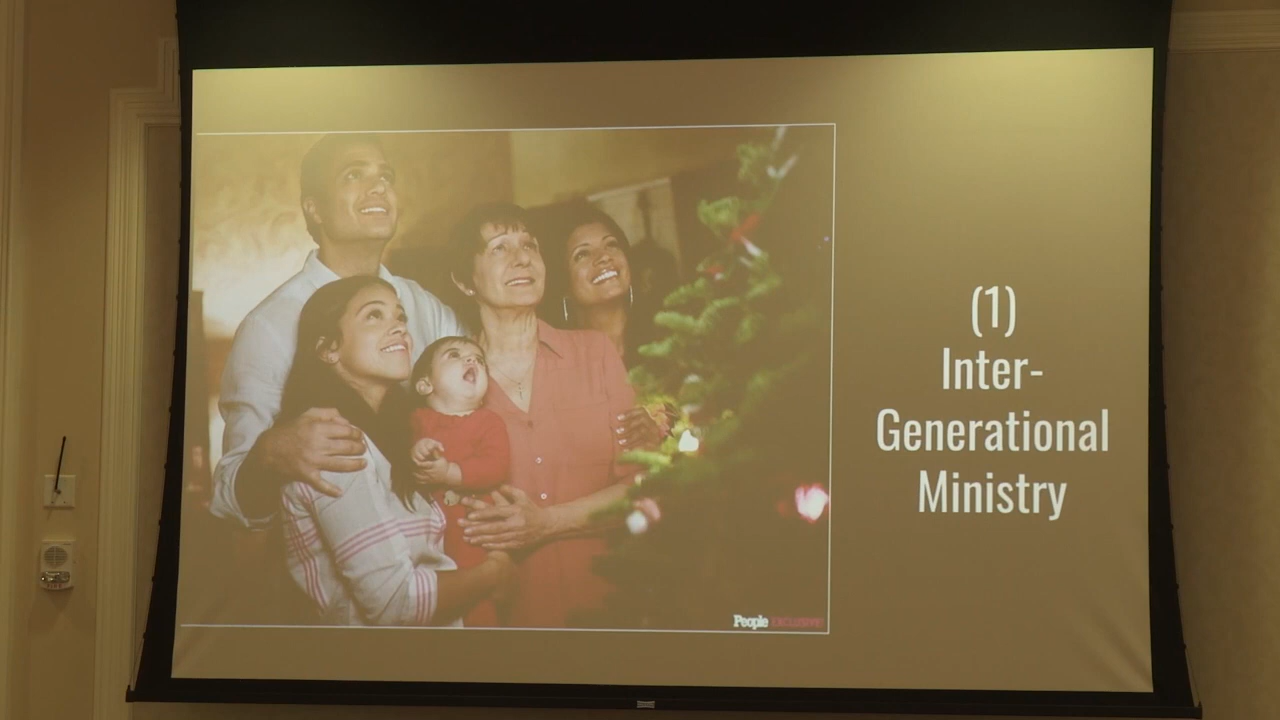 (1)
Inter-
Generational
Ministry
People EXCLUSIVE!